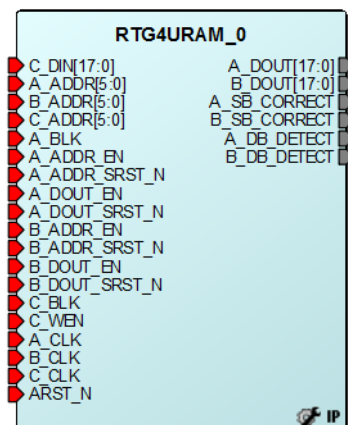 RTG4URAM_0
C_DIN[17:0]
A_ADDR[5:0]
B_ADDR[5:0]
C_ADDR[5:0]
A_BLK
A_ADDR_EN
A_ADDR_SRST_N
A_DOUT_EN
A_DOUT_SRST_N
B_ADDR_EN
B_ADDR_SRST_N
B_DOUT_EN
B_DOUT_SRST_N
C_BLK
C_WEN
A_CLK
B_CLK
C_CLK
ARST_N
A_DOUT[17:0]
B_DOUT[17:0]
A_SB_CORRECT
B_SB_CORRECT
A_DB_DETECT
B_DB_DETECT
IP